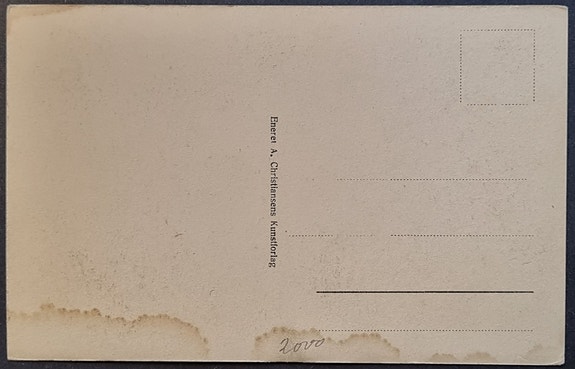 Eneret A. Christiansens Kunstforlag
2000